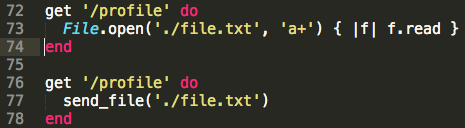 72 get '/profile' do
73   File.open('./file.txt', 'a+') { |f| f.read }
74 end
75
76 get '/profile' do
77   send_file('./file.txt')
78 end